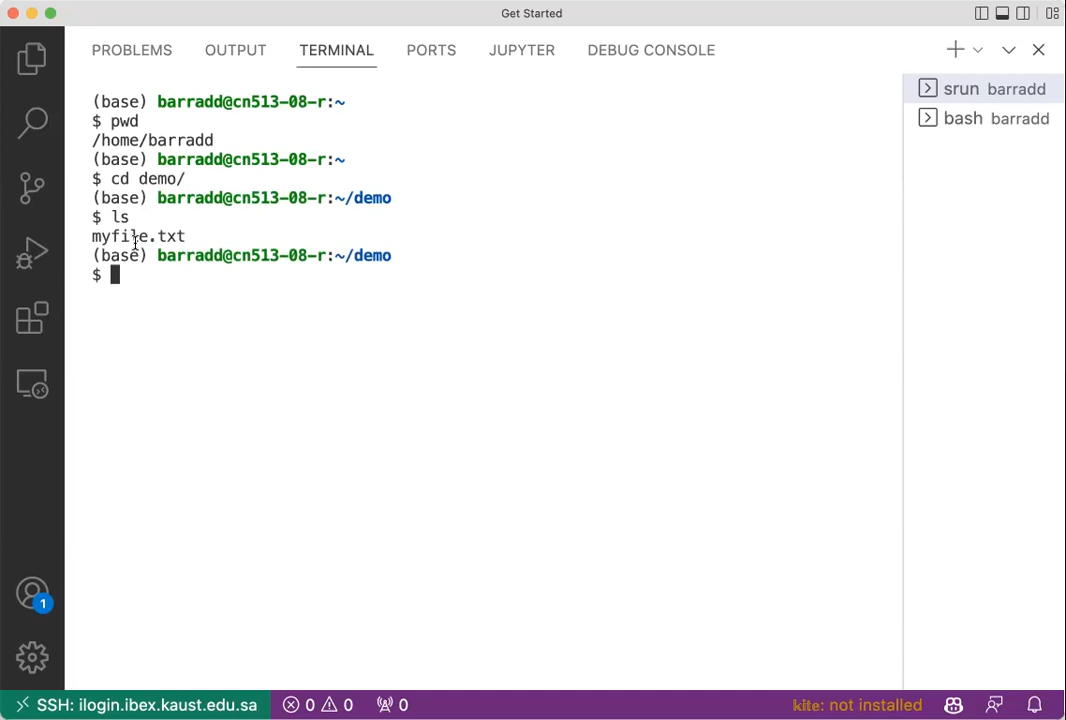 Get Started
PROBLEMS OUTPUT TERMINAL PORTS JUPYTER DEBUG CONSOLE
srun barradd
bash barradd
(base) barradd@cn513-08-r:~
$ pwd
/home/barradd
(base) barradd@cn513-08-r:~
$ cd demo/
(base) barradd@cn513-08-r:~/demo
$ ls
myfile.txt
(base) barradd@cn513-08-r:~/demo
$
1
SSH: ilogin.ibex.kaust.edu.sa 0 0 0 kite: not installed